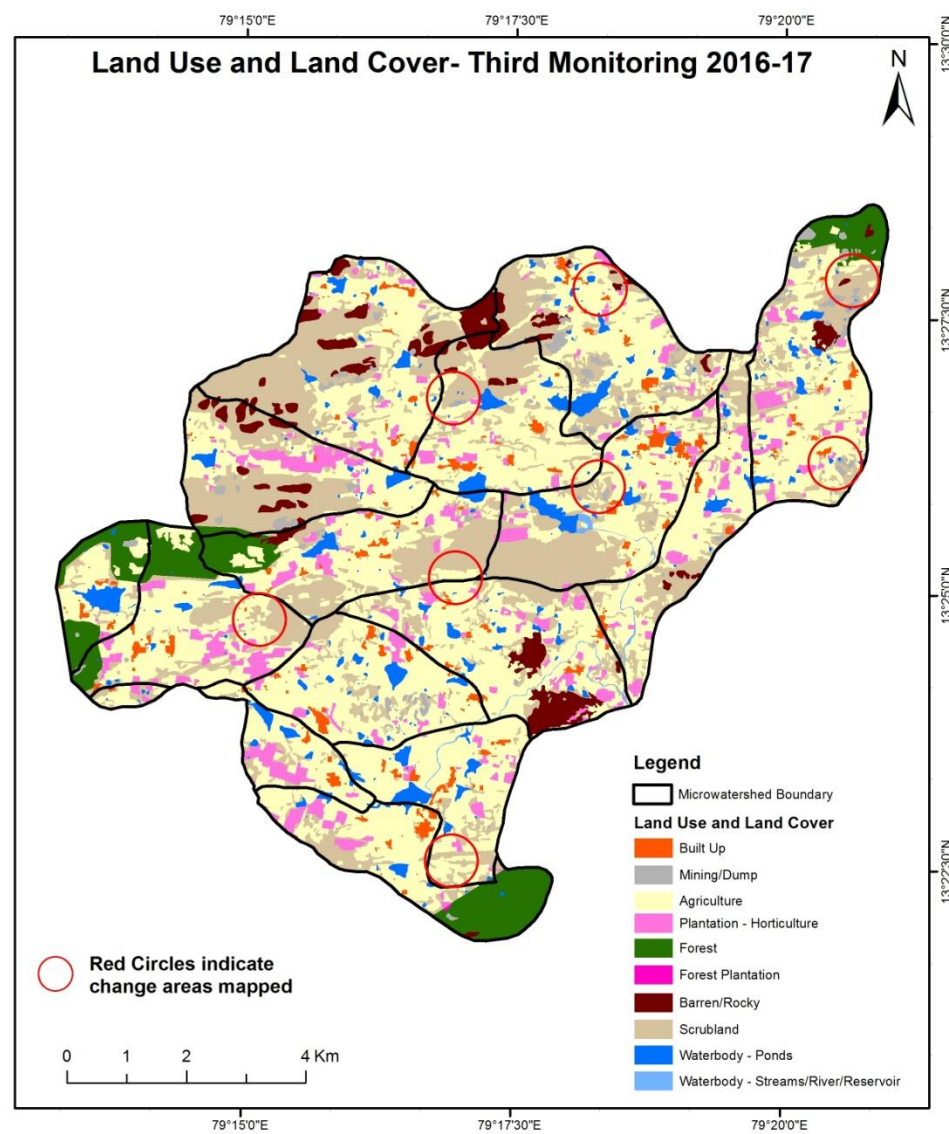 79°15'0"E 79°17'30"E 79°20'0"E
13°30'0"N
Land Use and Land Cover- Third Monitoring 2016-17
N
13°27'30"N
13°25'0"N
13°22'30"N
Legend
Microwatershed Boundary
Land Use and Land Cover
Built Up
Mining/Dump
Agriculture
Plantation - Horticulture
Forest
Forest Plantation
Barren/Rocky
Scrubland
Waterbody - Ponds
Waterbody - Streams/River/Reservoir
Red Circles indicate
change areas mapped
0 1 2 4 Km
79°15'0"E 79°17'30"E 79°20'0"E